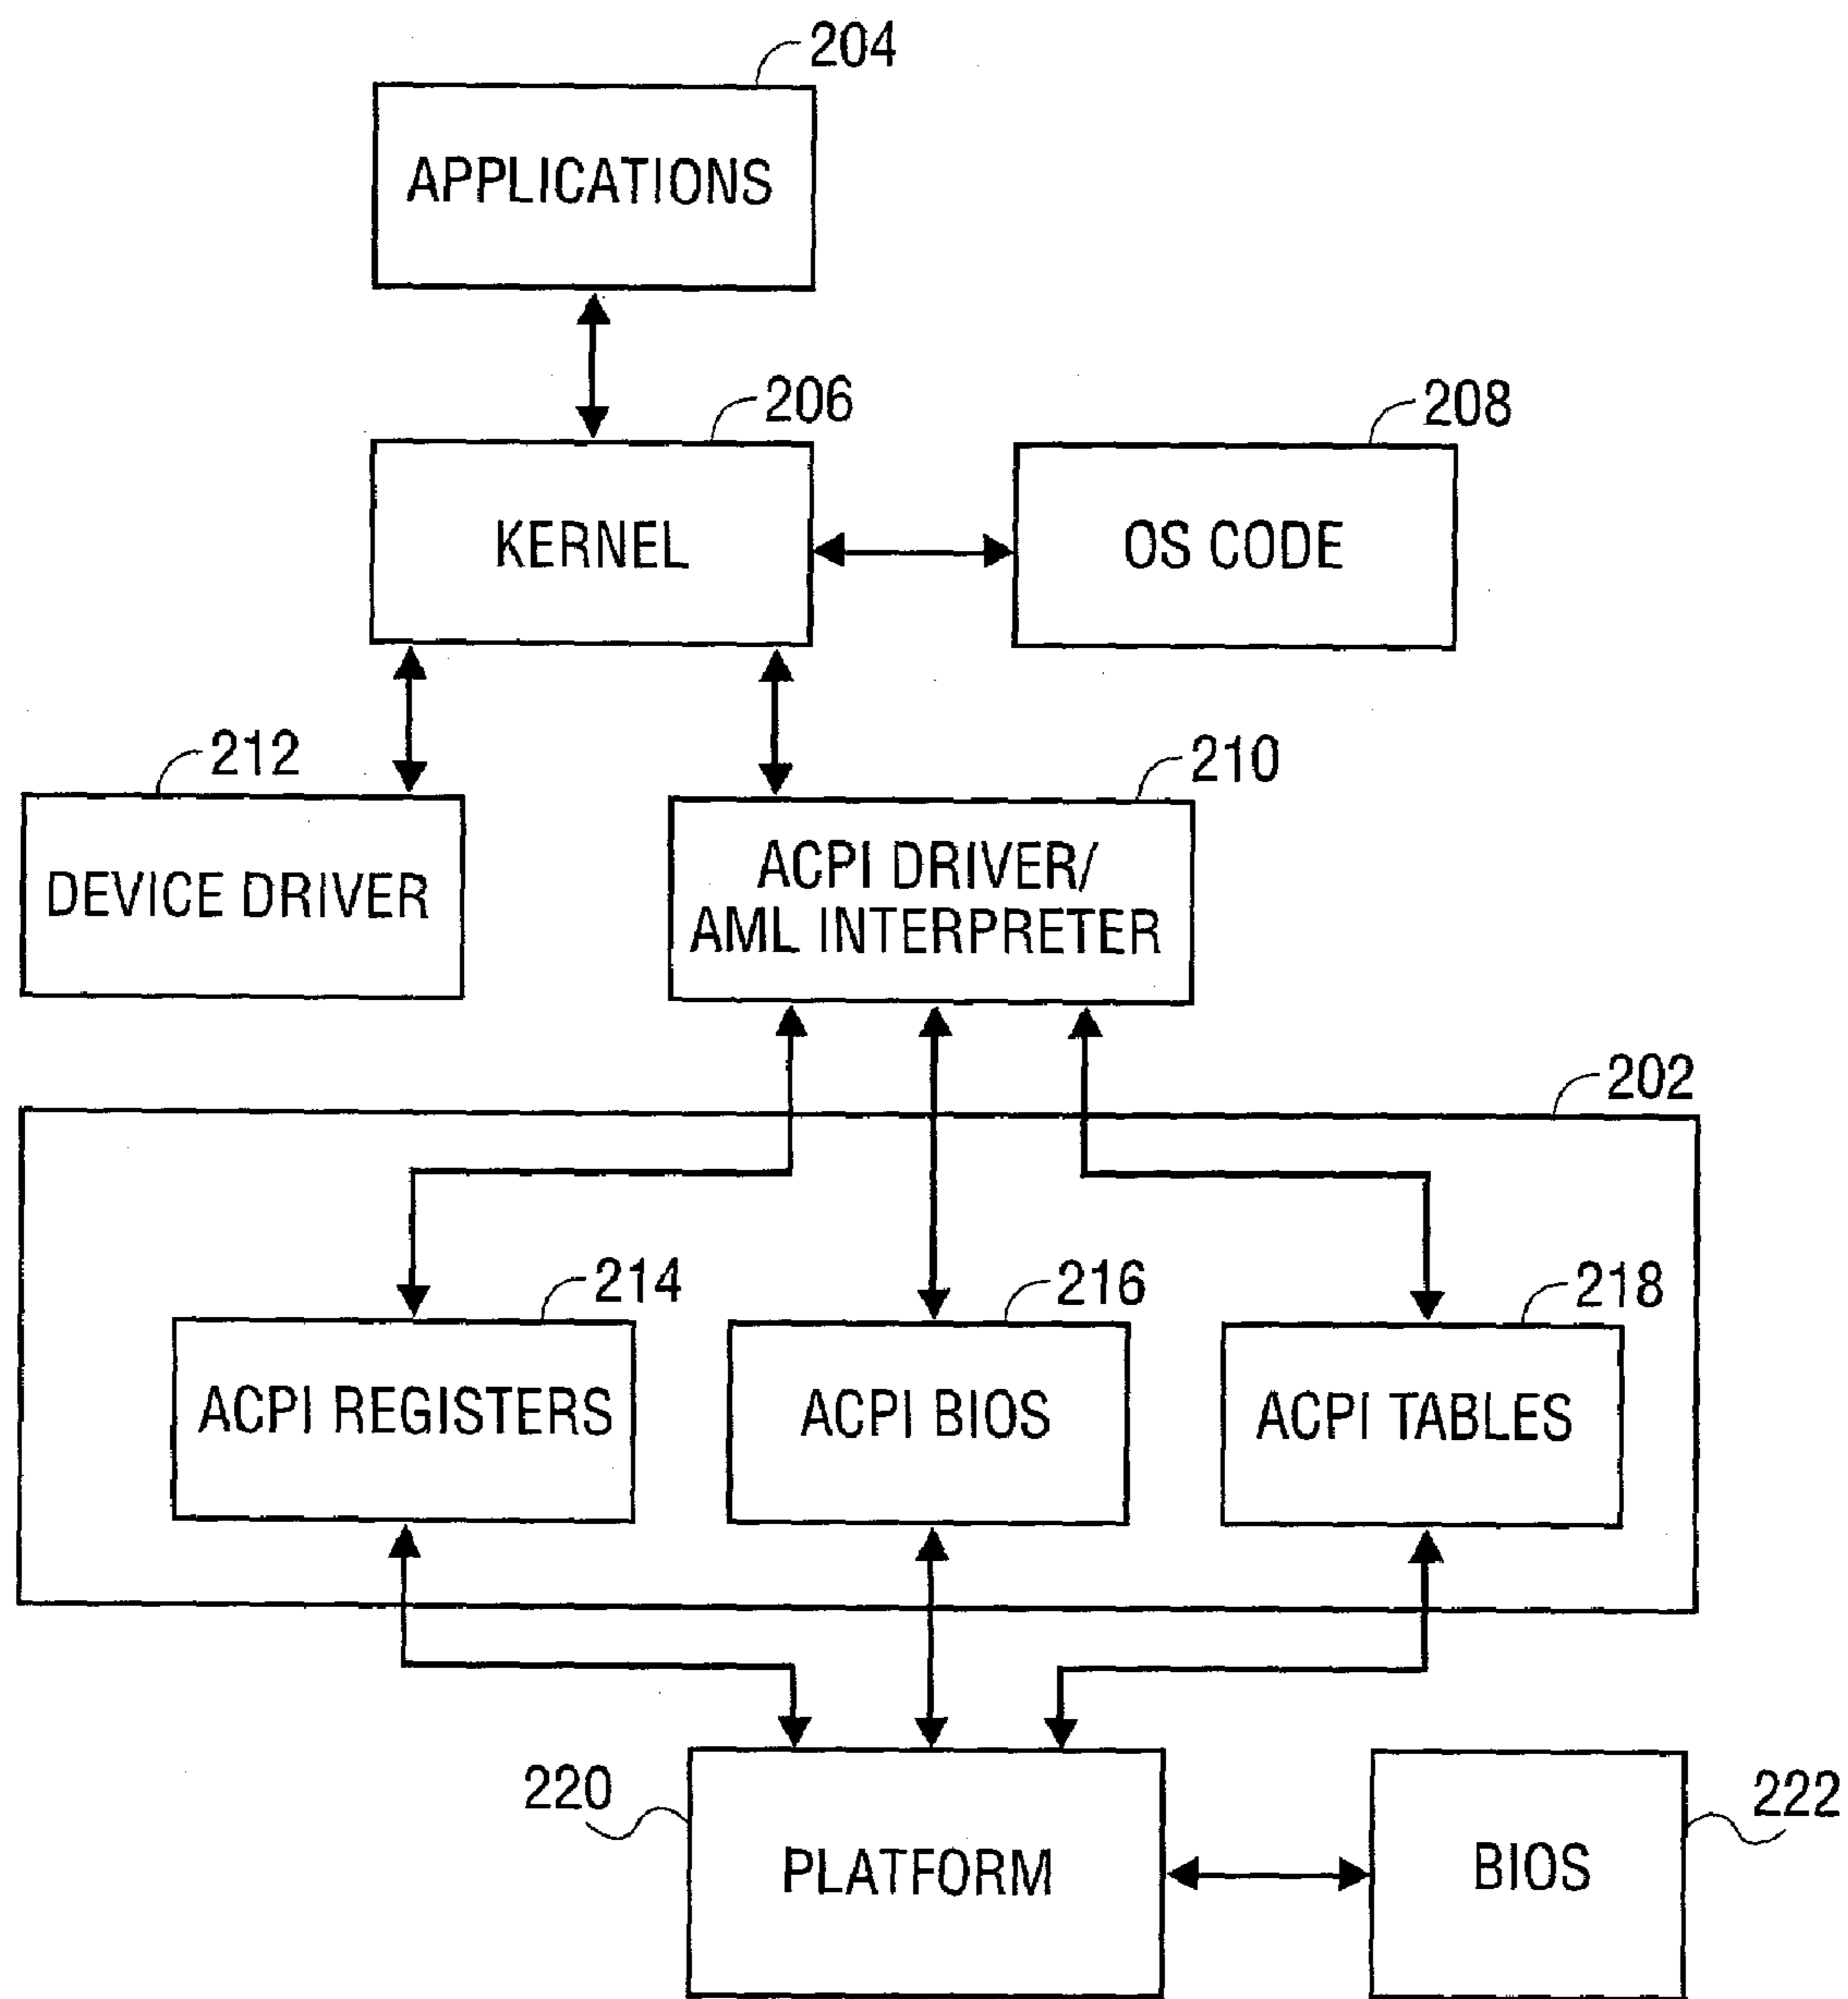 204
APPLICATIONS
206
208
KERNEL
OS CODE
212
210
DEVICE DRIVER
ACPI DRIVER/
AML INTERPRETER
202
214
216
218
ACPI REGISTERS
ACPI BIOS
ACPI TABLES
220
222
PLATFORM
BIOS